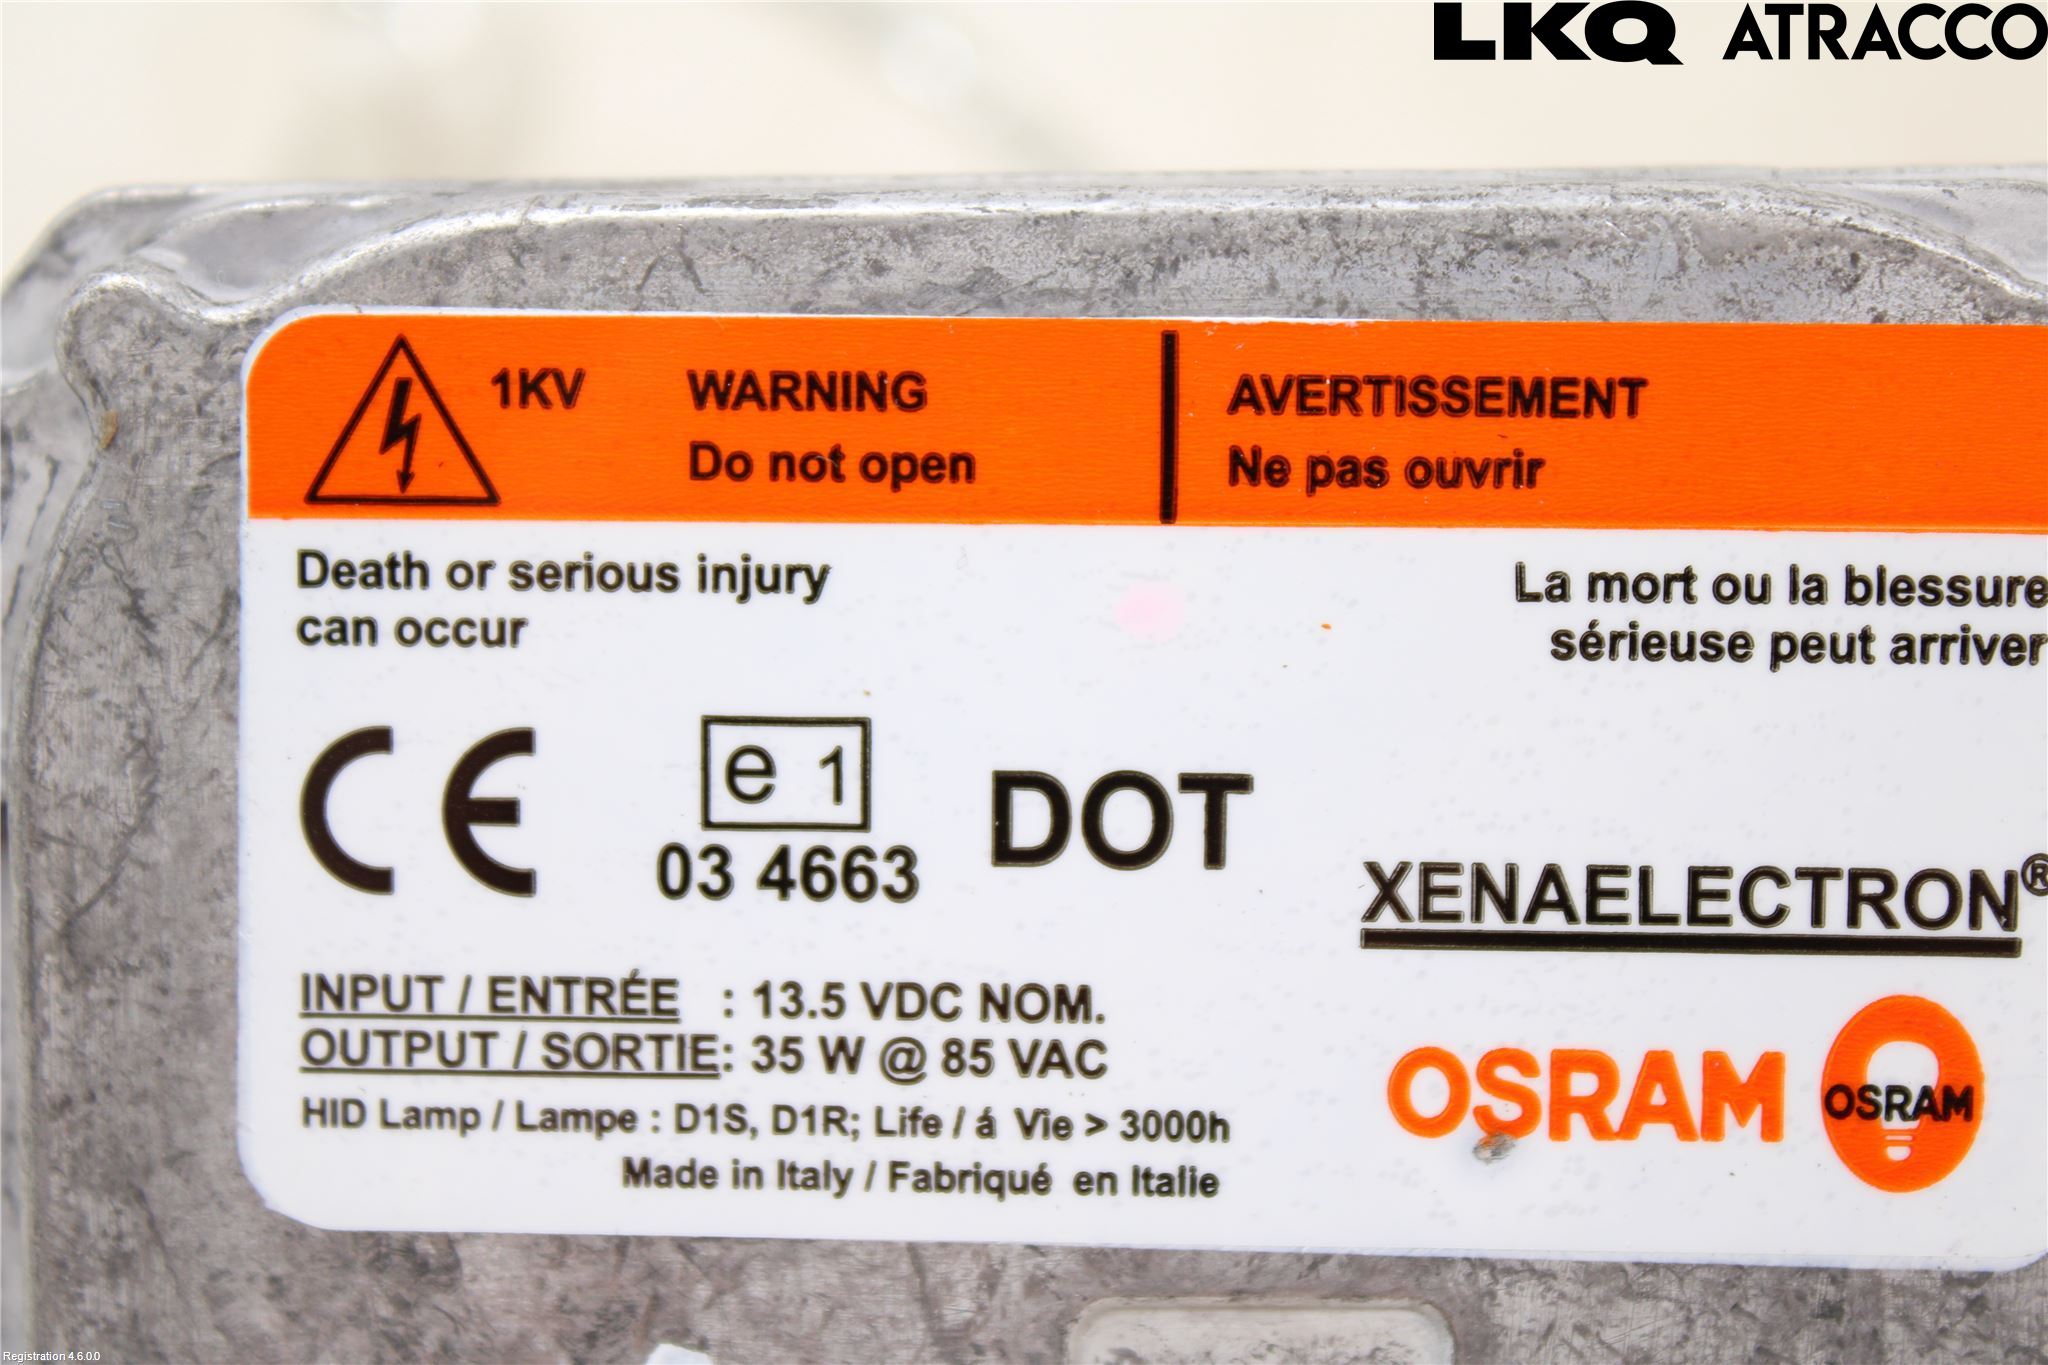 LKQ ATRACCO
1KV WARNING
Do not open
AVERTISSEMENT
Ne pas ouvrir
Death or serious injury
can occur
La mort ou la blessure
sérieuse peut arriver
CE
e 1
03 4663
DOT
XENAELECTRON®
INPUT / ENTRÉE : 13.5 VDC NOM.
OUTPUT / SORTIE: 35 W @ 85 VAC
HID Lamp / Lampe : D1S, D1R; Life / á Vie > 3000h
Made in Italy / Fabriqué en Italie
OSRAM
OSRAM
Registration 4.6.0.0